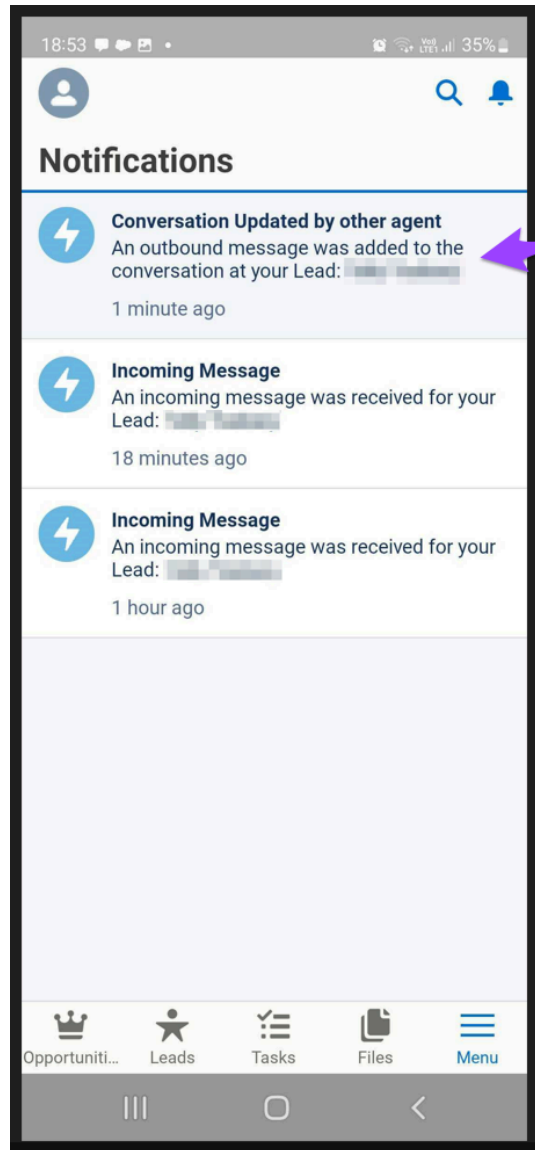 18:53
35%
Notifications
Conversation Updated by other agent
An outbound message was added to the
conversation at your Lead:
1 minute ago
Incoming Message
An incoming message was received for your
Lead:
18 minutes ago
Incoming Message
An incoming message was received for your
Lead:
1 hour ago
Opportuniti... Leads Tasks Files Menu